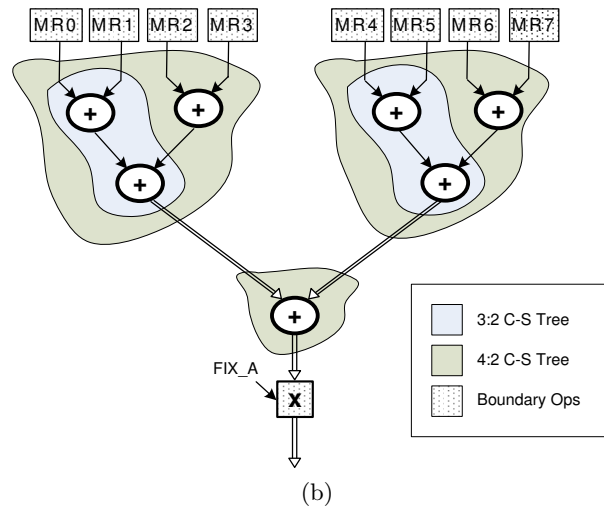 MR0 MR1 MR2 MR3 MR4 MR5 MR6 MR7
+ + + +
+ +
+
3:2 C-S Tree
4:2 C-S Tree
FIX_A
X
Boundary Ops
(b)